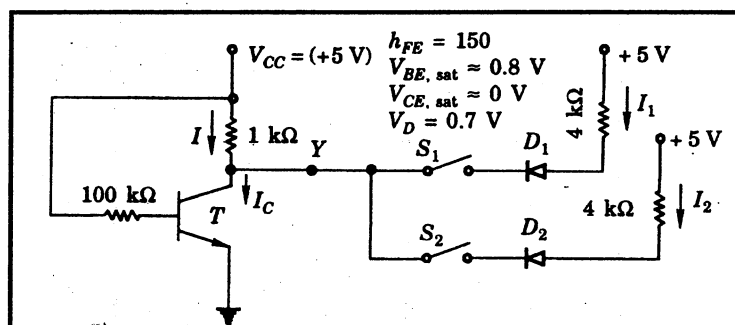 V_CC = (+5 V)
h_FE = 150
V_BE, sat ≈ 0.8 V
V_CE, sat ≈ 0 V
V_D = 0.7 V
+ 5 V
4 kΩ
I_1
I
1 kΩ
Y
S_1
D_1
+ 5 V
100 kΩ
T
I_C
S_2
D_2
4 kΩ
I_2